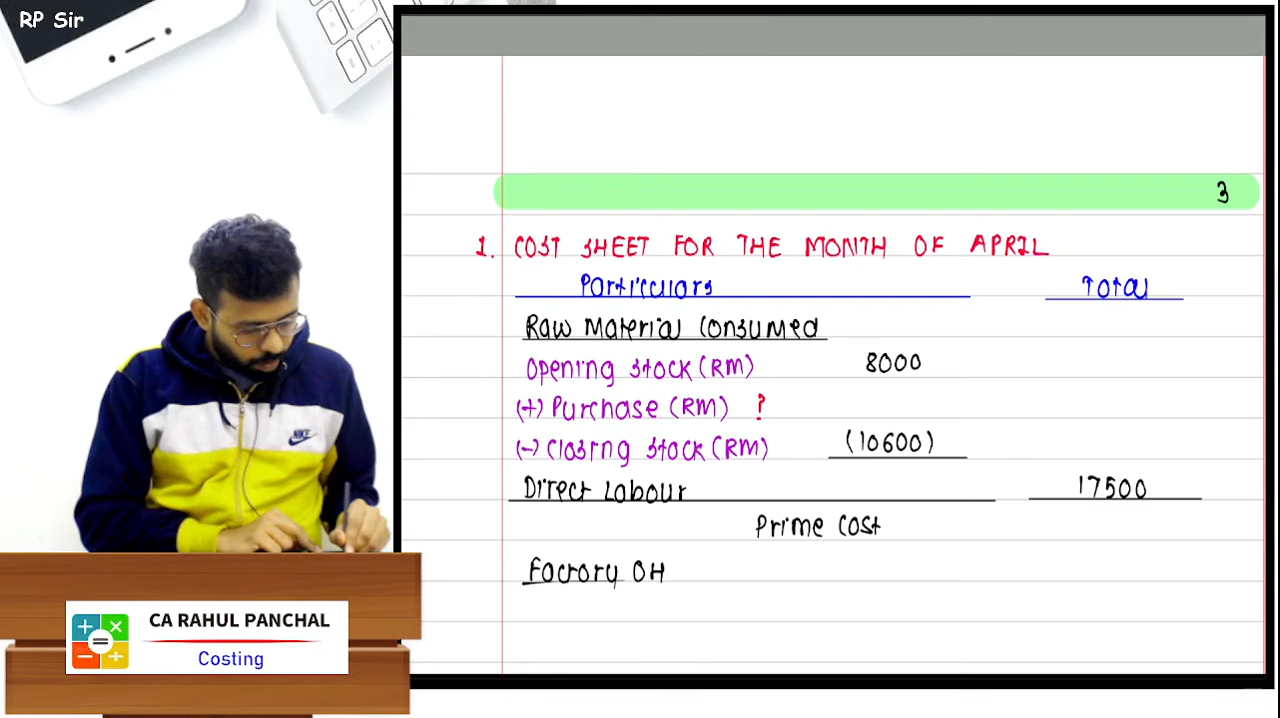 RP Sir
3
1. COST SHEET FOR THE MONTH OF APRIL
Particulars Total
Raw Material Consumed
Opening Stock (RM) 8000
(+) Purchase (RM) ?
(-) Closing Stock (RM) (10600)
Direct Labour 17500
Prime Cost
Factory OH
NIKE
CA RAHUL PANCHAL
Costing